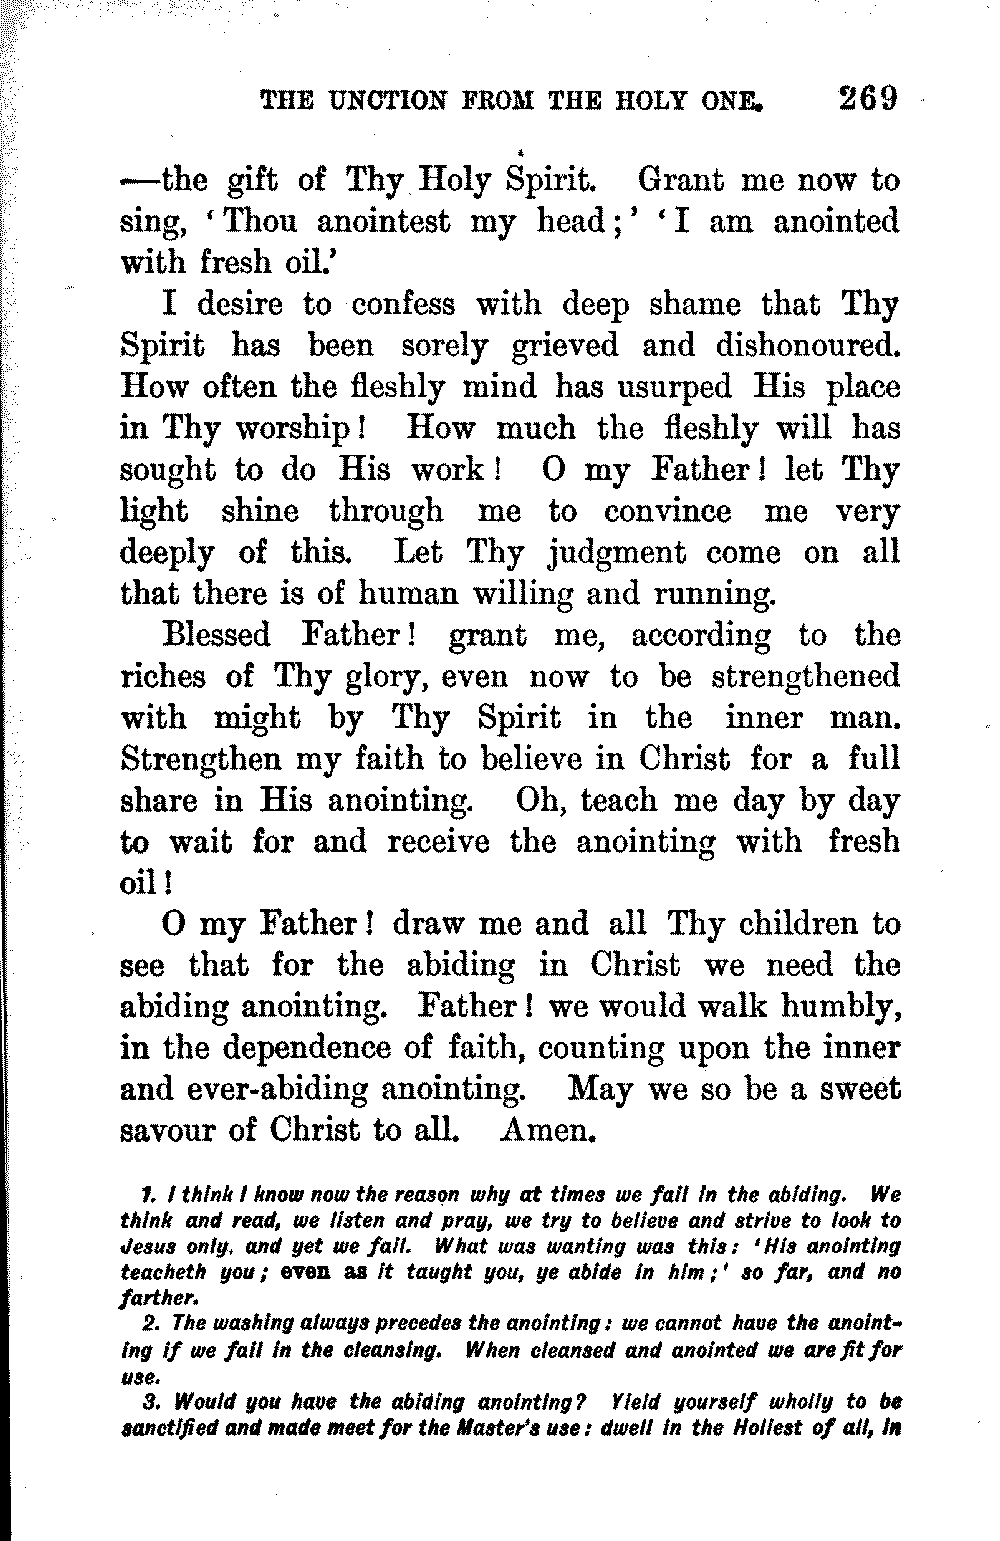 THE UNCTION FROM THE HOLY ONE. 269
—the gift of Thy Holy Spirit. Grant me now to
sing, ‘Thou anointest my head;’ ‘I am anointed
with fresh oil.’
I desire to confess with deep shame that Thy
Spirit has been sorely grieved and dishonoured.
How often the fleshly mind has usurped His place
in Thy worship! How much the fleshly will has
sought to do His work! O my Father! let Thy
light shine through me to convince me very
deeply of this. Let Thy judgment come on all
that there is of human willing and running.
Blessed Father! grant me, according to the
riches of Thy glory, even now to be strengthened
with might by Thy Spirit in the inner man.
Strengthen my faith to believe in Christ for a full
share in His anointing. Oh, teach me day by day
to wait for and receive the anointing with fresh
oil!
O my Father! draw me and all Thy children to
see that for the abiding in Christ we need the
abiding anointing. Father! we would walk humbly,
in the dependence of faith, counting upon the inner
and ever-abiding anointing. May we so be a sweet
savour of Christ to all. Amen.
1. I think I know now the reason why at times we fail in the abiding. We
think and read, we listen and pray, we try to believe and strive to look to
Jesus only, and yet we fail. What was wanting was this: ‘His anointing
teacheth you; even as it taught you, ye abide in him;’ so far, and no
farther.
2. The washing always precedes the anointing: we cannot have the anoint-
ing if we fail in the cleansing. When cleansed and anointed we are fit for
use.
3. Would you have the abiding anointing? Yield yourself wholly to be
sanctified and made meet for the Master's use: dwell in the Holiest of all, in